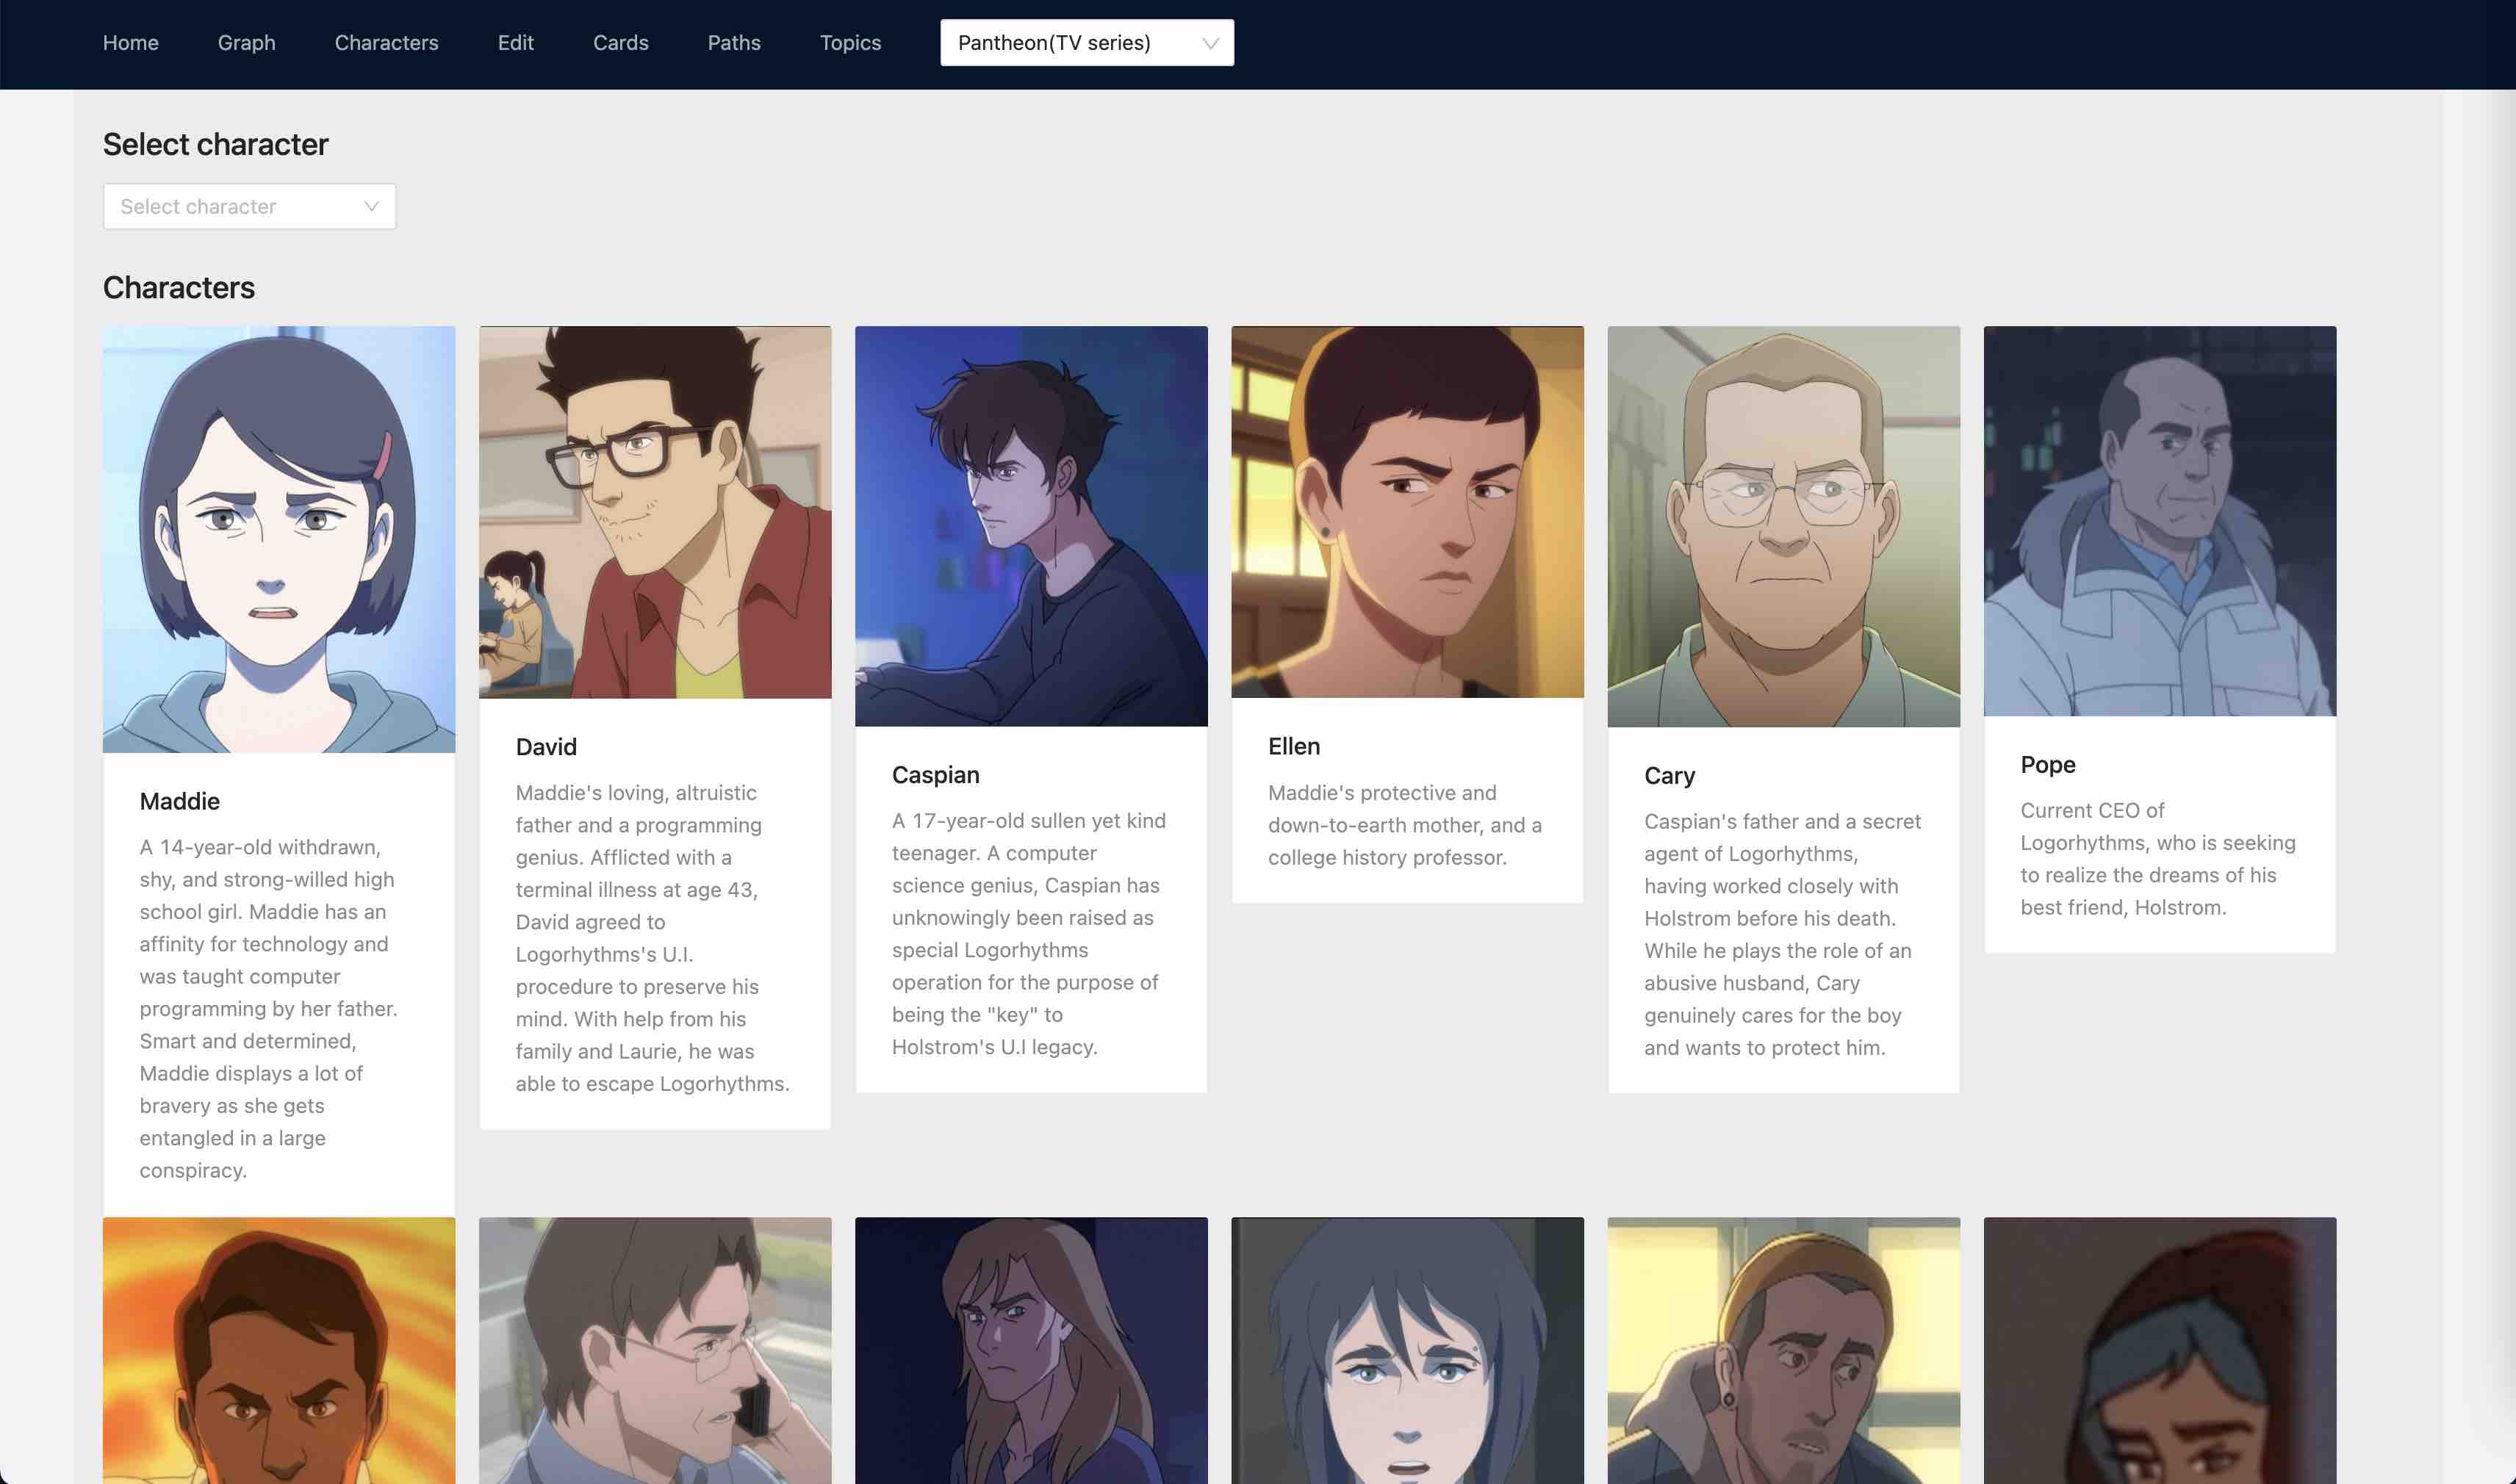 Home Graph Characters Edit Cards Paths Topics Pantheon(TV series)
Select character
Select character
Characters
Maddie
A 14-year-old withdrawn,
shy, and strong-willed high
school girl. Maddie has an
affinity for technology and
was taught computer
programming by her father.
Smart and determined,
Maddie displays a lot of
bravery as she gets
entangled in a large
conspiracy.
David
Maddie's loving, altruistic
father and a programming
genius. Afflicted with a
terminal illness at age 43,
David agreed to
Logorhythms's U.I.
procedure to preserve his
mind. With help from his
family and Laurie, he was
able to escape Logorhythms.
Caspian
A 17-year-old sullen yet kind
teenager. A computer
science genius, Caspian has
unknowingly been raised as
special Logorhythms
operation for the purpose of
being the "key" to
Holstrom's U.I legacy.
Ellen
Maddie's protective and
down-to-earth mother, and a
college history professor.
Cary
Caspian's father and a secret
agent of Logorhythms,
having worked closely with
Holstrom before his death.
While he plays the role of an
abusive husband, Cary
genuinely cares for the boy
and wants to protect him.
Pope
Current CEO of
Logorhythms, who is seeking
to realize the dreams of his
best friend, Holstrom.